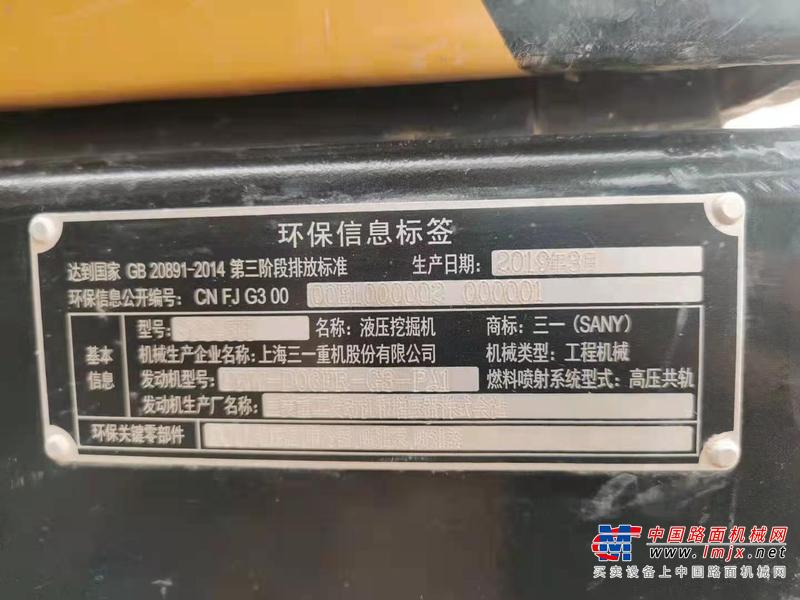 环保信息标签
达到国家 GB 20891-2014 第三阶段排放标准 生产日期: 2019年3月
环保信息公开编号: CN FJ G3 00 000001
型号: 名称: 液压挖掘机 商标: 三一(SANY)
基本信息
机械生产企业名称: 上海三一重机股份有限公司 机械类型: 工程机械
发动机型号: 燃料喷射系统型式: 高压共轨
发动机生产厂名称:
环保关键零部件
中国路面机械网
www.lmjx.net
买卖设备上中国路面机械网